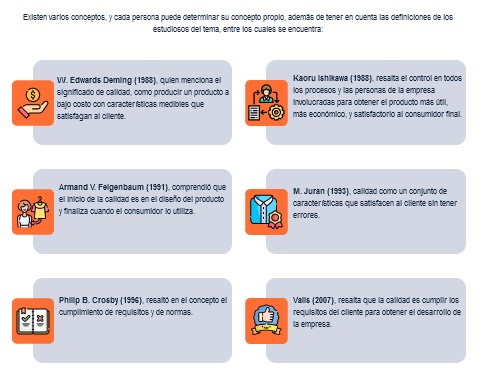 Existen varios conceptos, y cada persona puede determinar su concepto propio, además de tener en cuenta las definiciones de los
estudiosos del tema, entre los cuales se encuentra:
W. Edwards Deming (1988), quien menciona el
significado de calidad, como producir un producto a
bajo costo con características medibles que
satisfagan al cliente.
Kaoru Ishikawa (1988), resalta el control en todos
los procesos y las personas de la empresa
involucradas para obtener el producto más útil,
más económico, y satisfactorio al consumidor final.
Armand V. Feigenbaum (1991), comprendió que
el inicio de la calidad es en el diseño del producto
y finaliza cuando el consumidor lo utiliza.
M. Juran (1993), calidad como un conjunto de
características que satisfacen al cliente sin tener
errores.
Philip B. Crosby (1996), resaltó en el concepto el
cumplimiento de requisitos y de normas.
Valls (2007), resalta que la calidad es cumplir los
requisitos del cliente para obtener el desarrollo de
la empresa.